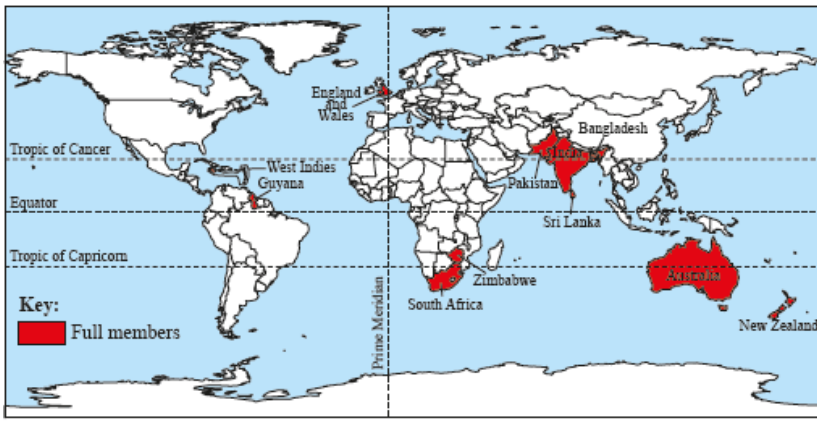 England
and
Wales
Bangladesh
Tropic of Cancer
West Indies
India
Guyana
Pakistan
Equator
Sri Lanka
Tropic of Capricorn
Zimbabwe
Australia
South Africa
Key:
Full members
New Zealand
Prime Meridian